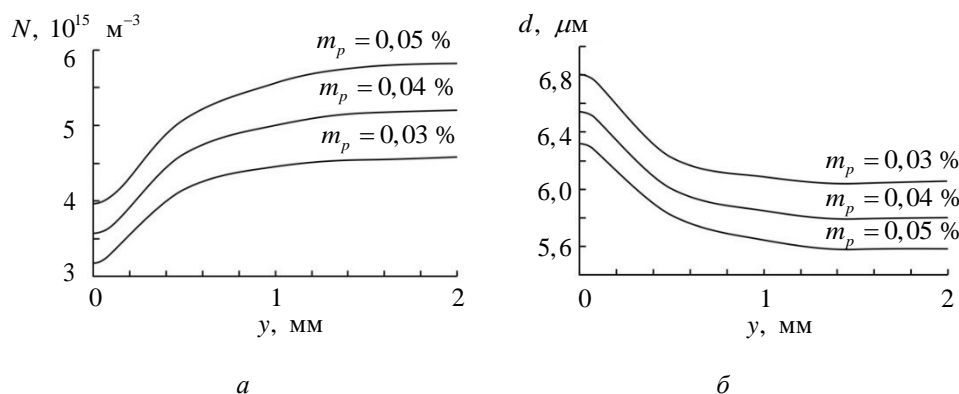 N, 10¹⁵ м⁻³
6
5
4
3
m_p = 0,05 %
m_p = 0,04 %
m_p = 0,03 %
0 1 2
y, мм
а
d, μм
6,8
6,4
6,0
5,6
m_p = 0,03 %
m_p = 0,04 %
m_p = 0,05 %
0 1 2
y, мм
б